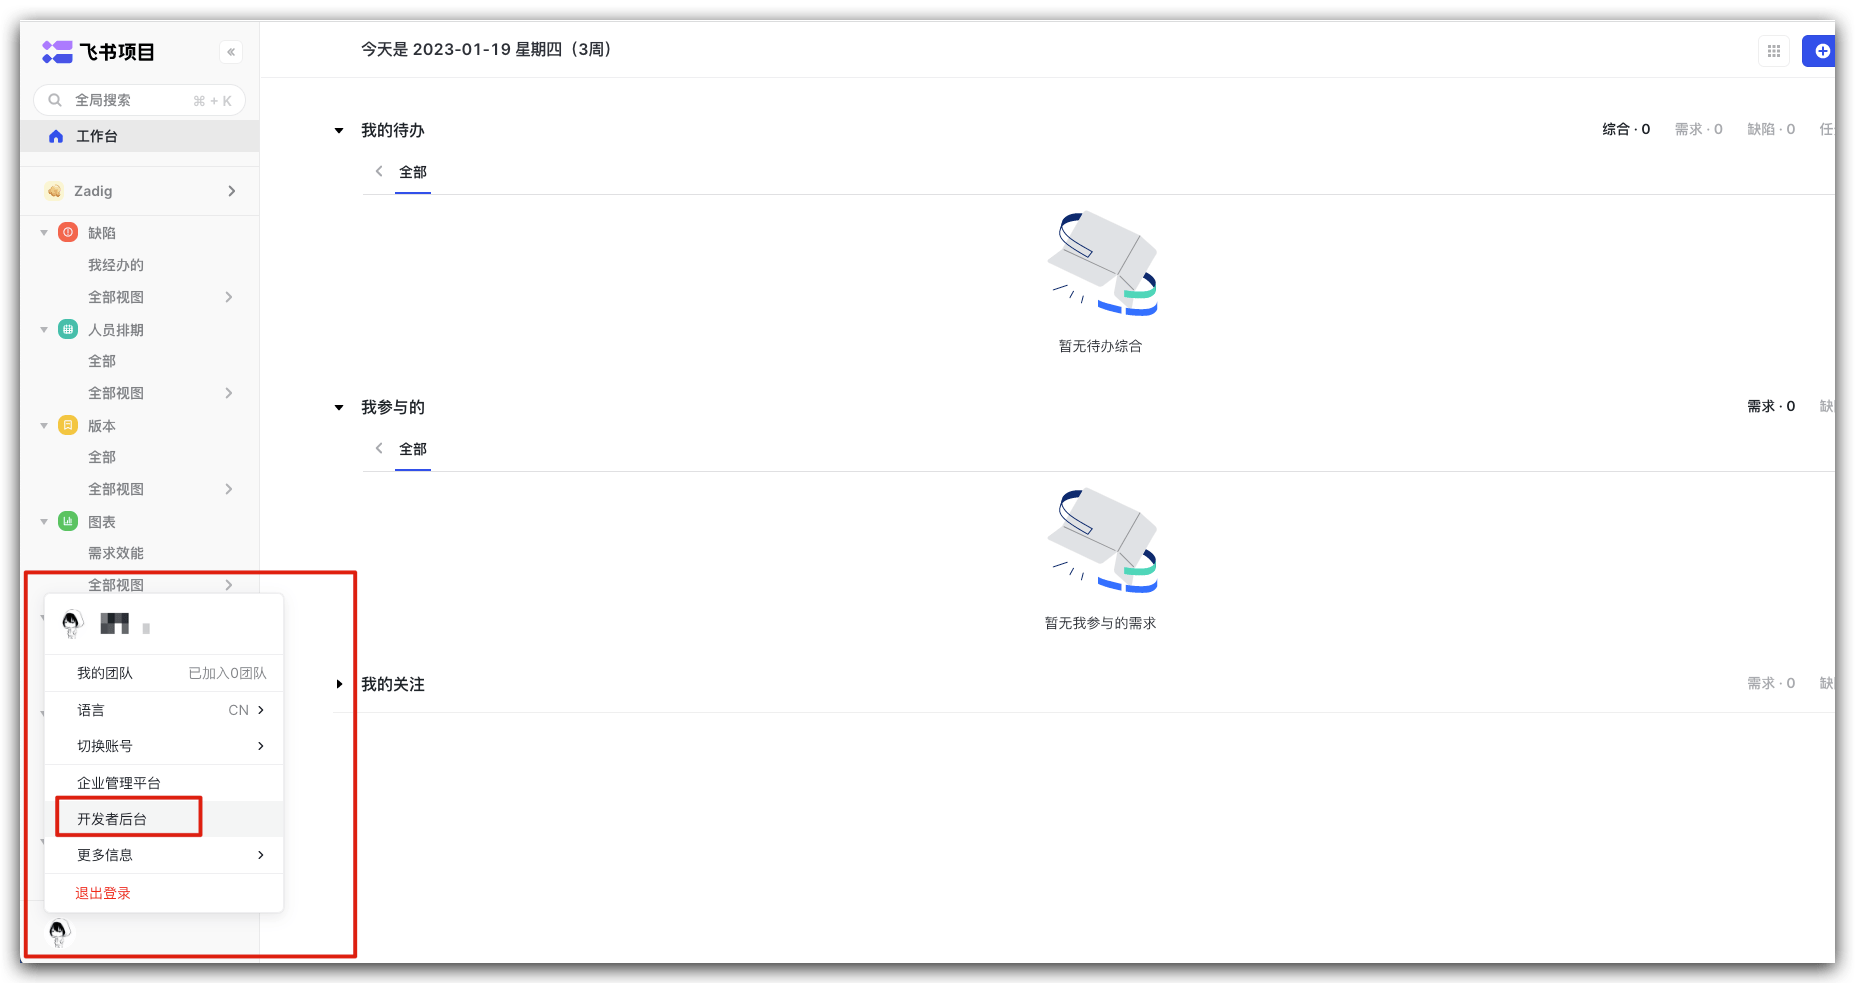 飞书项目
全局搜索 ⌘ + K
工作台
Zadig
缺陷
我经办的
全部视图
人员排期
全部
全部视图
版本
全部
全部视图
图表
需求效能
全部视图
我的团队 已加入0团队
语言 CN
切换账号
企业管理平台
开发者后台
更多信息
退出登录
今天是 2023-01-19 星期四（3周）
我的待办
综合 · 0 需求 · 0 缺陷 · 0 任
全部
暂无待办综合
我参与的
需求 · 0 缺
全部
暂无我参与的需求
我的关注
需求 · 0 缺